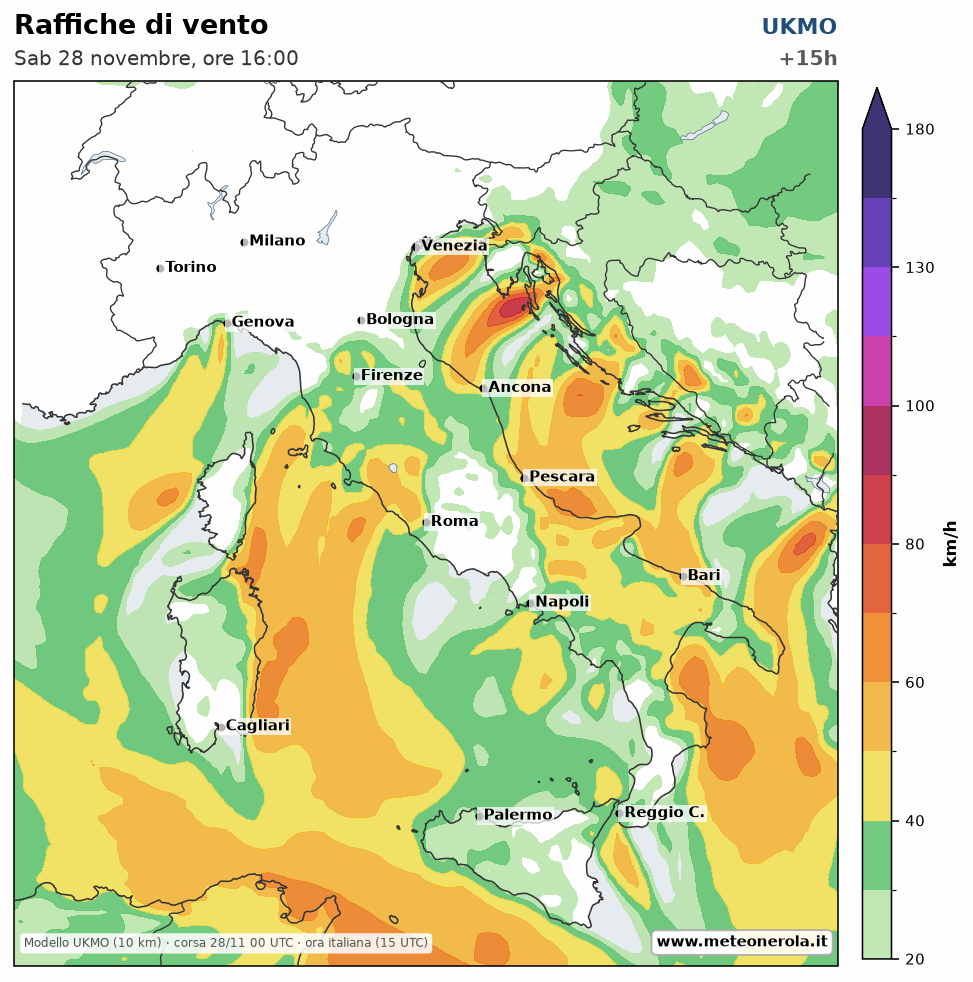 Raffiche di vento
UKMO
Sab 28 novembre, ore 16:00
+15h
180
130
100
80
60
40
20
km/h
Venezia
Milano
Torino
Genova
Bologna
Firenze
Ancona
Pescara
Roma
Bari
Napoli
Cagliari
Palermo
Reggio C.
Modello UKMO (10 km) · corsa 28/11 00 UTC · ora italiana (15 UTC)
www.meteonerola.it